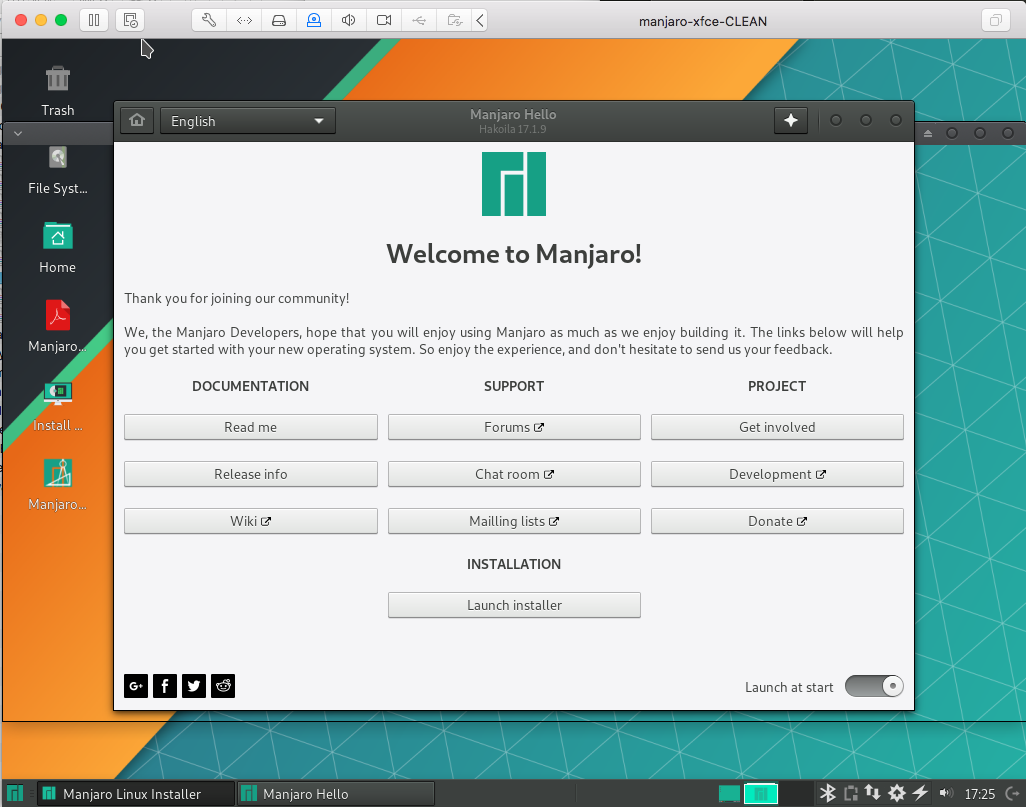 manjaro-xfce-CLEAN
Trash
File Syst...
Home
Manjaro...
Install ...
Manjaro...
English
Manjaro Hello
Hakoila 17.1.9
Welcome to Manjaro!
Thank you for joining our community!
We, the Manjaro Developers, hope that you will enjoy using Manjaro as much as we enjoy building it. The links below will help
you get started with your new operating system. So enjoy the experience, and don't hesitate to send us your feedback.
DOCUMENTATION SUPPORT PROJECT
Read me Forums Get involved
Release info Chat room Development
Wiki Mailling lists Donate
INSTALLATION
Launch installer
G+
Launch at start
Manjaro Linux Installer Manjaro Hello 17:25